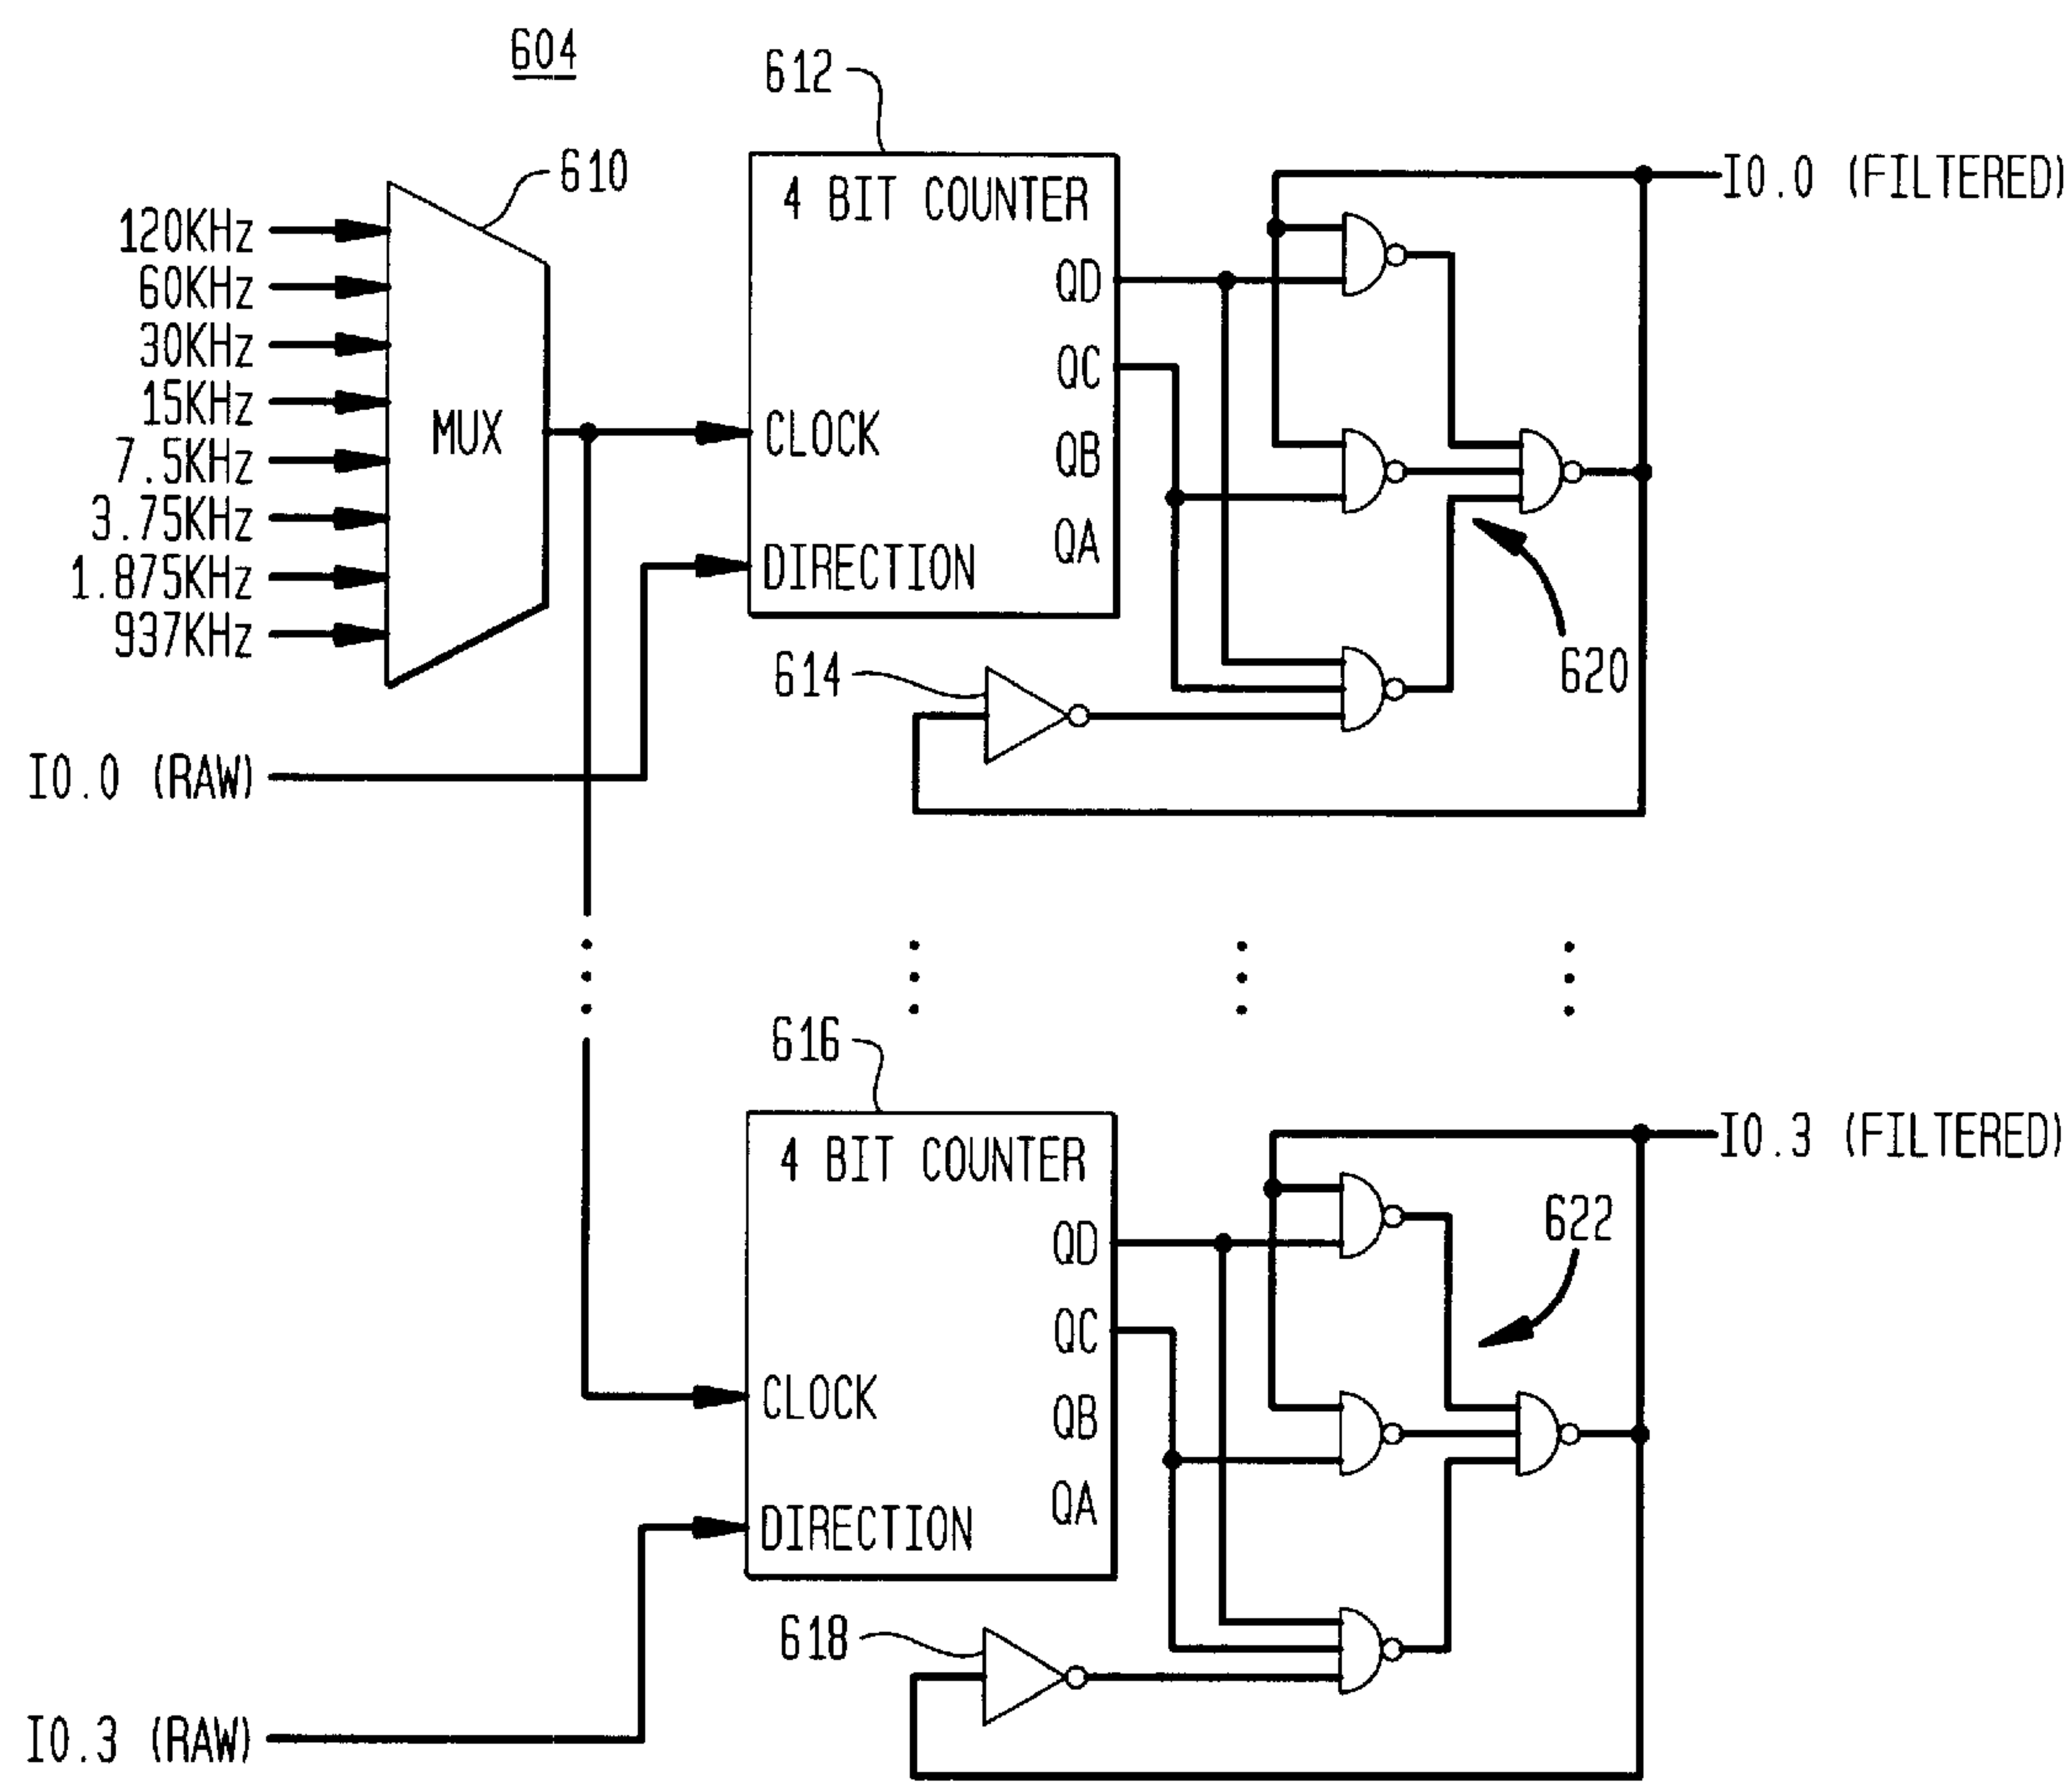 604
612
610
120KHz
60KHz
30KHz
15KHz
7.5KHz
3.75KHz
1.875KHz
937KHz
MUX
4 BIT COUNTER
QD
QC
QB
QA
CLOCK
DIRECTION
I0.0 (FILTERED)
620
614
I0.0 (RAW)
616
4 BIT COUNTER
QD
QC
QB
QA
CLOCK
DIRECTION
I0.3 (FILTERED)
622
618
I0.3 (RAW)